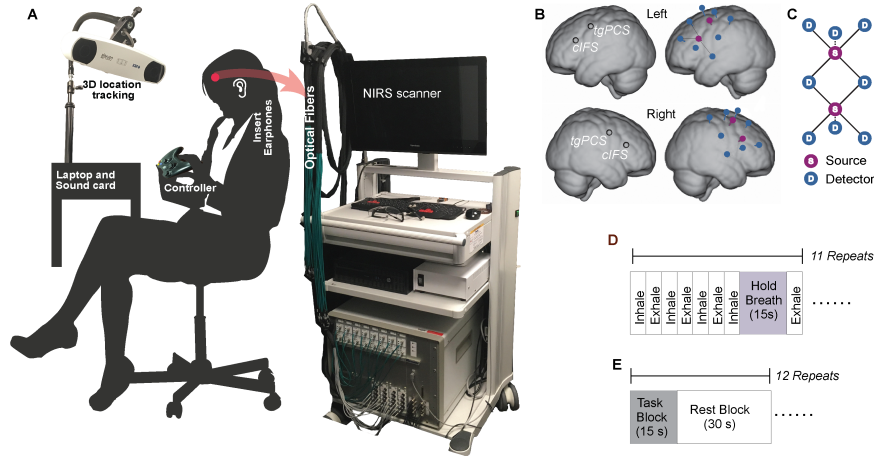 A
3D location
tracking
Insert
Earphones
Optical Fibers
NIRS scanner
Laptop and
Sound card
Controller
B
Left
tgPCS
cIFS
Right
tgPCS
cIFS
C
D
D
D
S
D
D
S
D
D
D
S Source
D Detector
D
11 Repeats
Inhale
Exhale
Inhale
Exhale
Inhale
Exhale
Inhale
Hold
Breath
(15s)
Exhale
......
E
12 Repeats
Task
Block
(15 s)
Rest Block
(30 s)
......